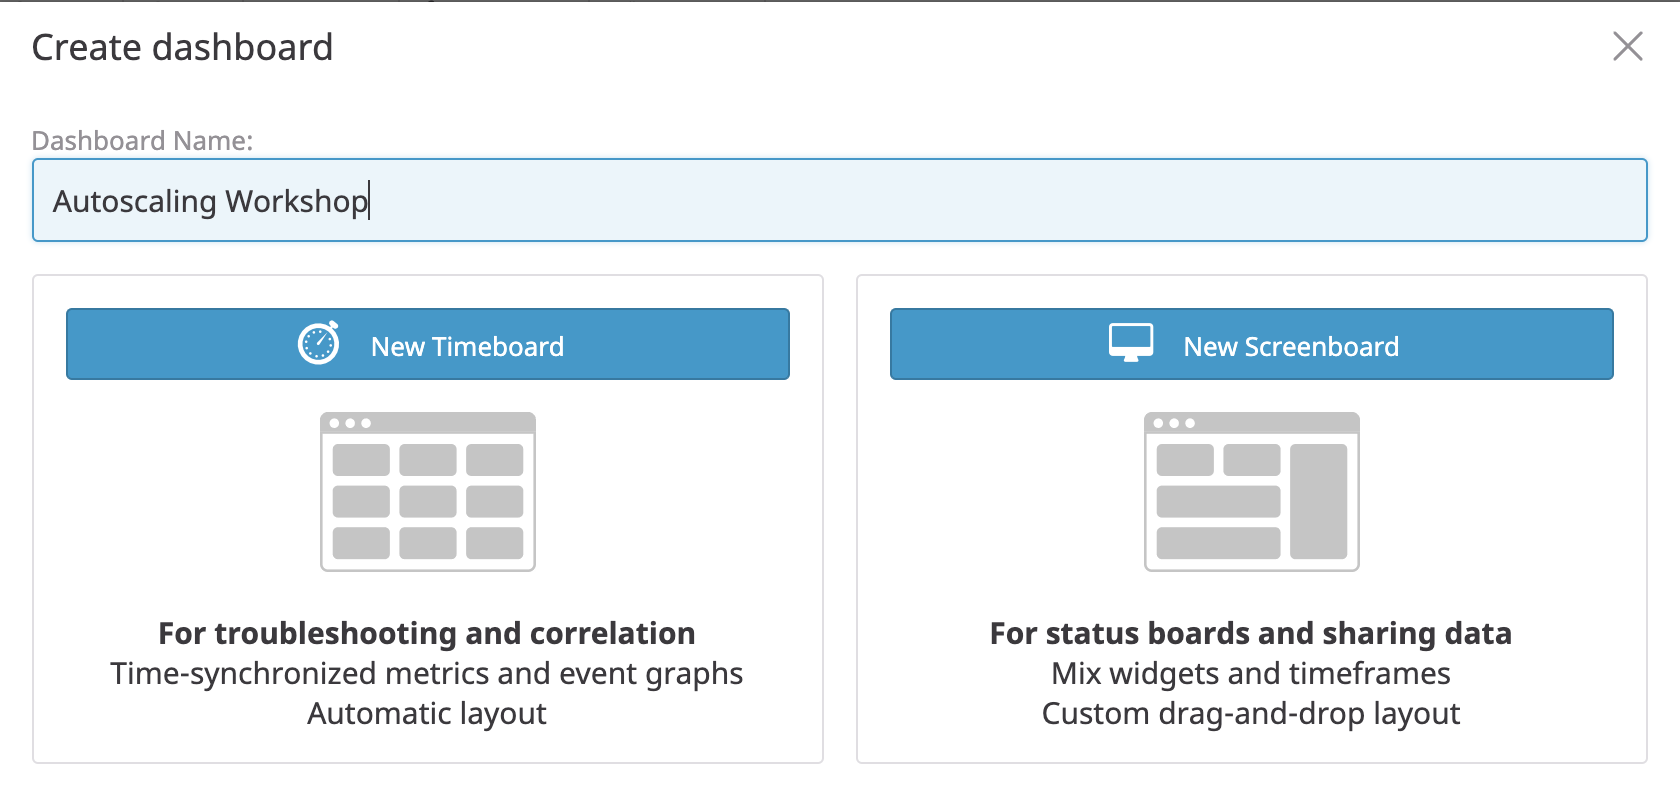 Create dashboard
Dashboard Name:
Autoscaling Workshop
New Timeboard
For troubleshooting and correlation
Time-synchronized metrics and event graphs
Automatic layout
New Screenboard
For status boards and sharing data
Mix widgets and timeframes
Custom drag-and-drop layout